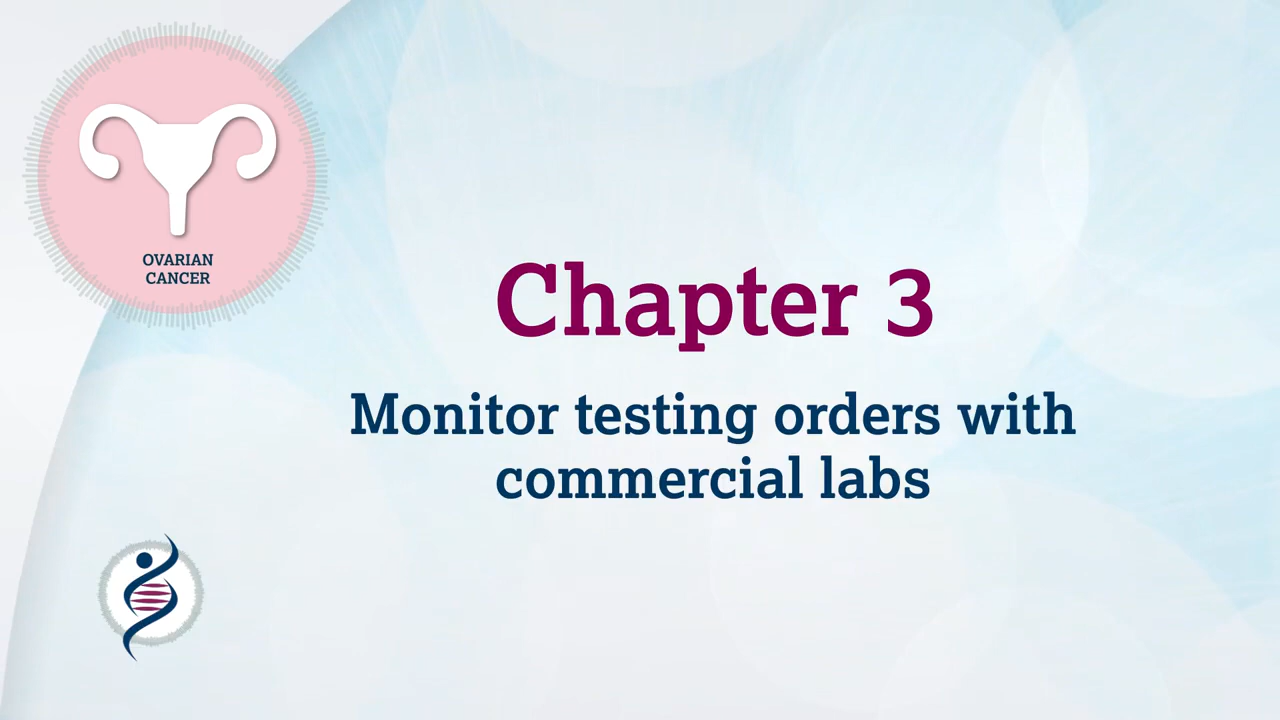 OVARIAN
CANCER
Chapter 3
Monitor testing orders with
commercial labs